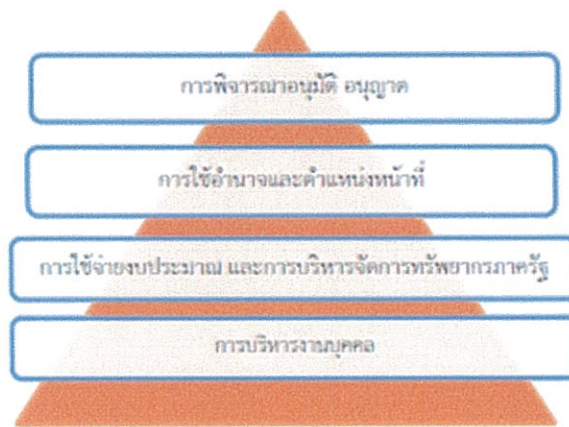 การพิจารณาอนุมัติ อนุญาต
การใช้อำนาจและตำแหน่งหน้าที่
การใช้จ่ายงบประมาณ และการบริหารจัดการทรัพยากรภาครัฐ
การบริหารงานบุคคล